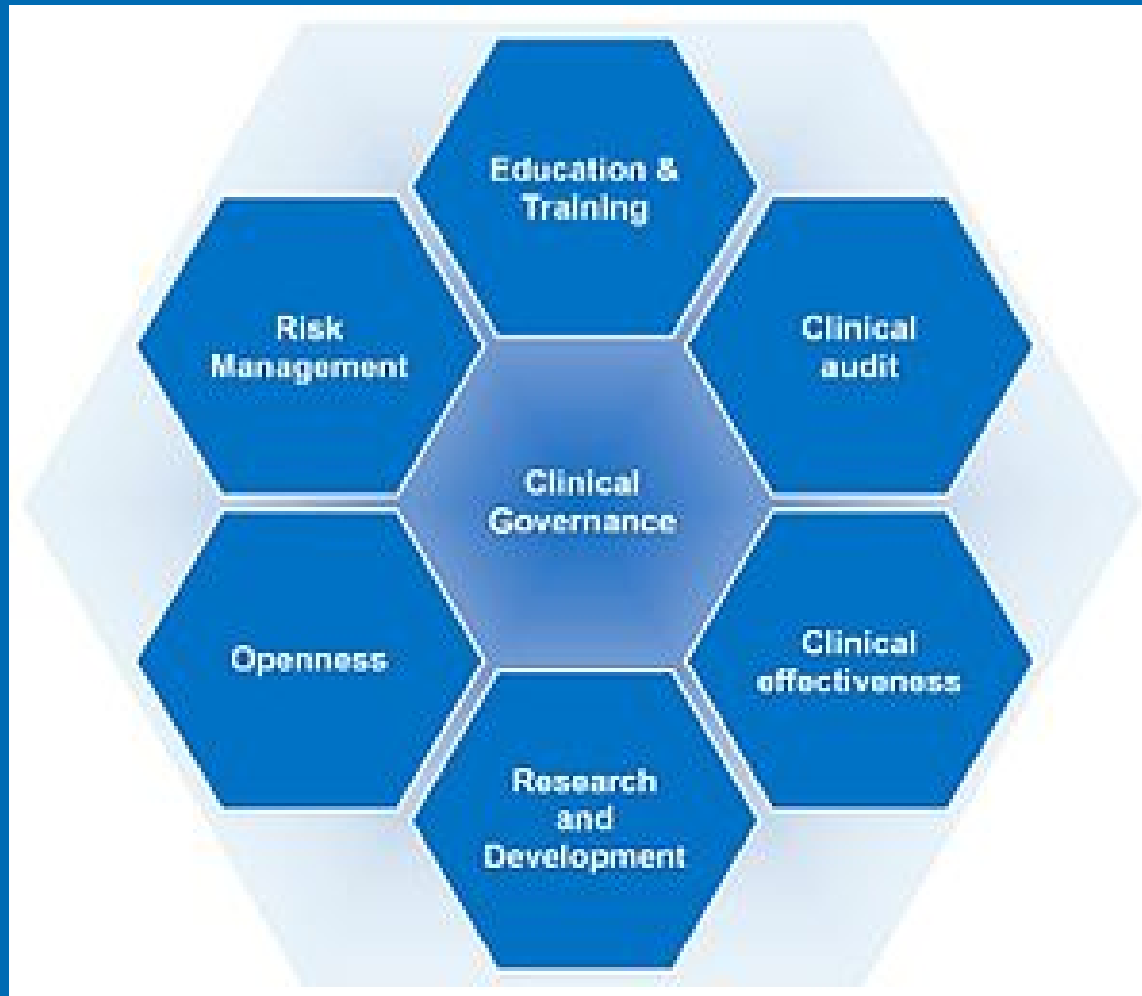 Education &
Training
Risk
Management
Clinical
audit
Clinical
Governance
Openness
Clinical
effectiveness
Research
and
Development